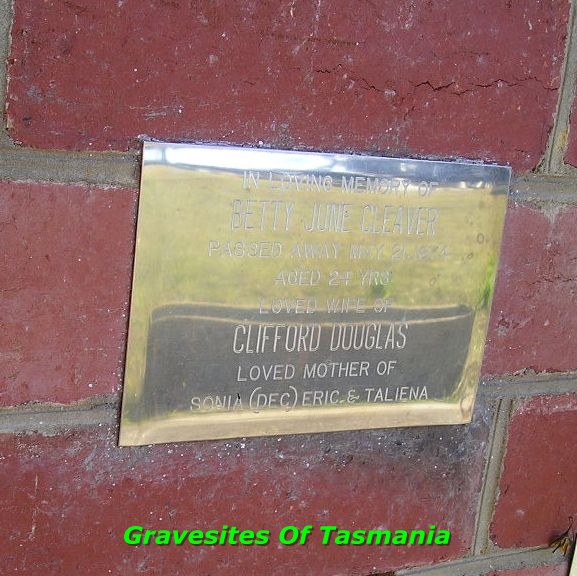 IN LOVING MEMORY OF
BETTY JUNE CLEAVER
PASSED AWAY MAY 21, 1974
AGED 24 YRS
LOVED WIFE OF
CLIFFORD DOUGLAS
LOVED MOTHER OF
SONIA (DEC) ERIC & TALIENA
Gravesites Of Tasmania